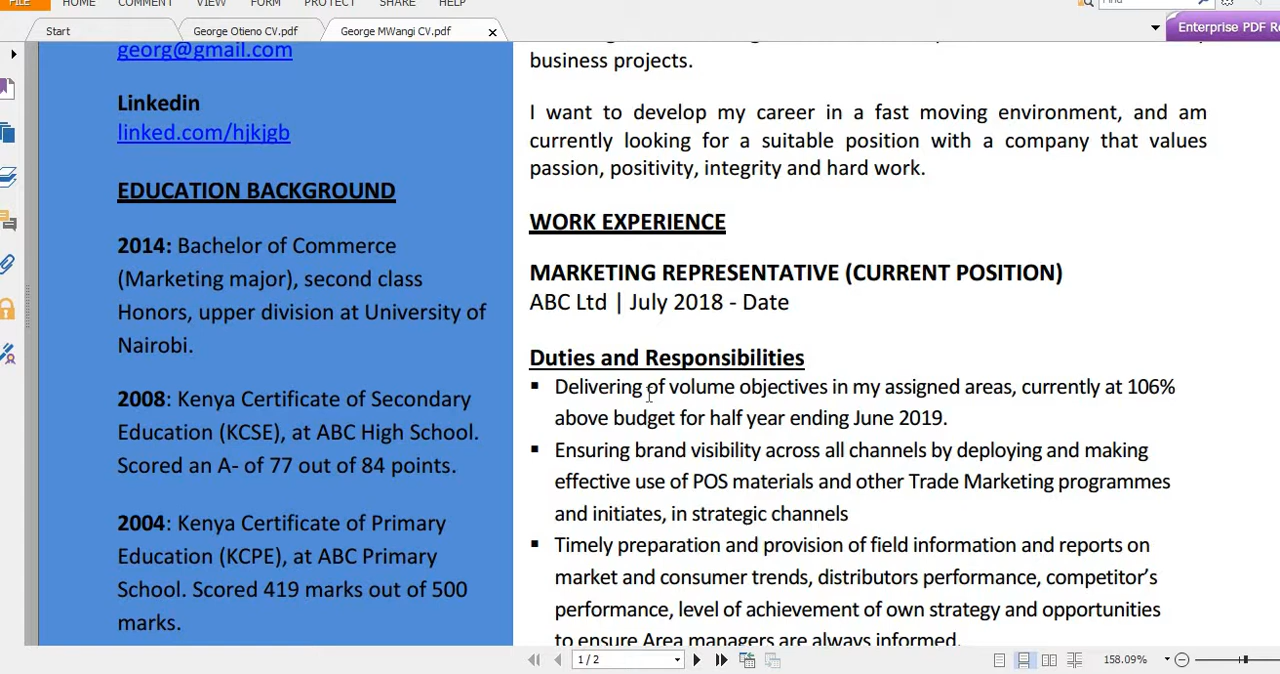 FILE HOME COMMENT VIEW FORM PROTECT SHARE HELP Find
Start George Otieno CV.pdf George MWangi CV.pdf Enterprise PDF
georg@gmail.com
Linkedin
linked.com/hjkjgb
EDUCATION BACKGROUND
2014: Bachelor of Commerce
(Marketing major), second class
Honors, upper division at University of
Nairobi.
2008: Kenya Certificate of Secondary
Education (KCSE), at ABC High School.
Scored an A- of 77 out of 84 points.
2004: Kenya Certificate of Primary
Education (KCPE), at ABC Primary
School. Scored 419 marks out of 500
marks.
business projects.
I want to develop my career in a fast moving environment, and am
currently looking for a suitable position with a company that values
passion, positivity, integrity and hard work.
WORK EXPERIENCE
MARKETING REPRESENTATIVE (CURRENT POSITION)
ABC Ltd | July 2018 - Date
Duties and Responsibilities
▪ Delivering of volume objectives in my assigned areas, currently at 106%
above budget for half year ending June 2019.
▪ Ensuring brand visibility across all channels by deploying and making
effective use of POS materials and other Trade Marketing programmes
and initiates, in strategic channels
▪ Timely preparation and provision of field information and reports on
market and consumer trends, distributors performance, competitor's
performance, level of achievement of own strategy and opportunities
to ensure Area managers are always informed.
1 / 2 158.09%